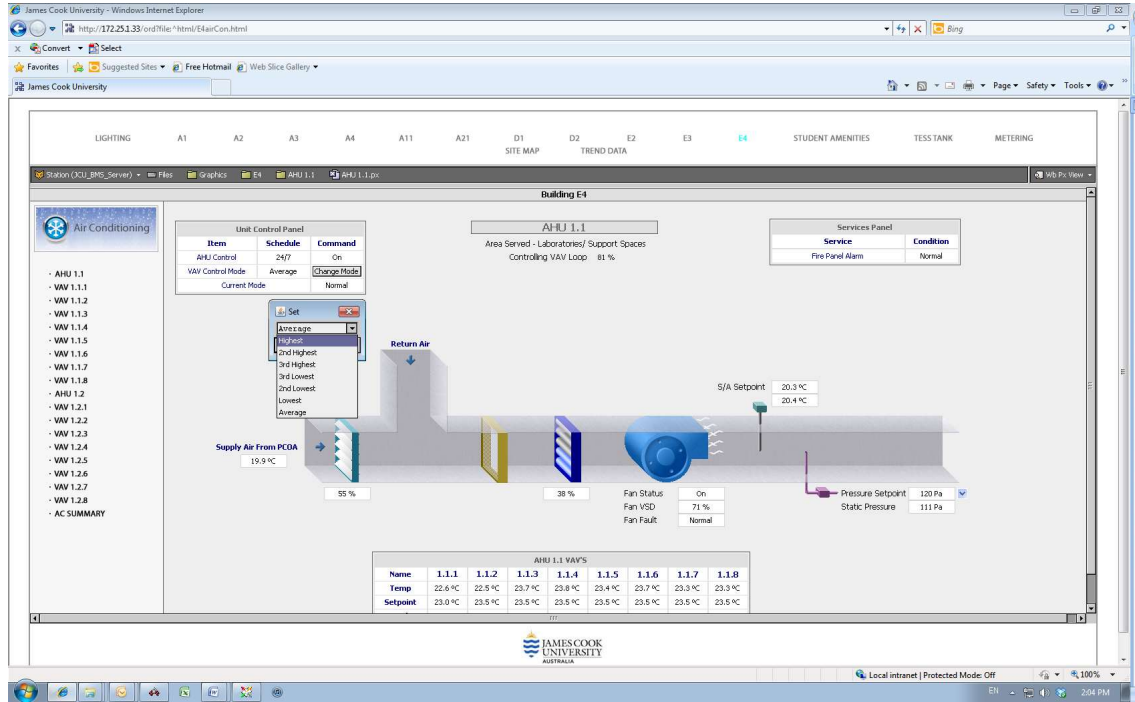 James Cook University - Windows Internet Explorer
http://172.25.1.33/ord?file:^html/E4airCon.html
Bing
x Convert Select
Favorites Suggested Sites Free Hotmail Web Slice Gallery
James Cook University
Page Safety Tools
LIGHTING A1 A2 A3 A4 A11 A21 D1 D2 E2 E3 E4 STUDENT AMENITIES TESS TANK METERING
SITE MAP TREND DATA
Station (JCU_BMS_Server) Files Graphics E4 AHU 1.1 AHU 1.1.px Wb Px View
Building E4
Air Conditioning
· AHU 1.1
· VAV 1.1.1
· VAV 1.1.2
· VAV 1.1.3
· VAV 1.1.4
· VAV 1.1.5
· VAV 1.1.6
· VAV 1.1.7
· VAV 1.1.8
· AHU 1.2
· VAV 1.2.1
· VAV 1.2.2
· VAV 1.2.3
· VAV 1.2.4
· VAV 1.2.5
· VAV 1.2.6
· VAV 1.2.7
· VAV 1.2.8
· AC SUMMARY
Unit Control Panel
Item Schedule Command
AHU Control 24/7 On
VAV Control Mode Average Change Mode
Current Mode Normal
AHU 1.1
Area Served - Laboratories/ Support Spaces
Controlling VAV Loop 81 %
Services Panel
Service Condition
Fire Panel Alarm Normal
Set
Average
Highest
2nd Highest
3rd Highest
3rd Lowest
2nd Lowest
Lowest
Average
Return Air
S/A Setpoint 20.3 ºC
20.4 ºC
Supply Air From PCOA
19.9 ºC
55 %
38 %
Fan Status On
Fan VSD 71 %
Fan Fault Normal
Pressure Setpoint 120 Pa
Static Pressure 111 Pa
AHU 1.1 VAV'S
Name 1.1.1 1.1.2 1.1.3 1.1.4 1.1.5 1.1.6 1.1.7 1.1.8
Temp 22.6 ºC 22.5 ºC 23.7 ºC 23.8 ºC 23.4 ºC 23.7 ºC 23.3 ºC 23.3 ºC
Setpoint 23.0 ºC 23.5 ºC 23.5 ºC 23.5 ºC 23.5 ºC 23.5 ºC 23.5 ºC 23.5 ºC
JAMES COOK
UNIVERSITY
AUSTRALIA
Local intranet | Protected Mode: Off 100%
EN 2:04 PM